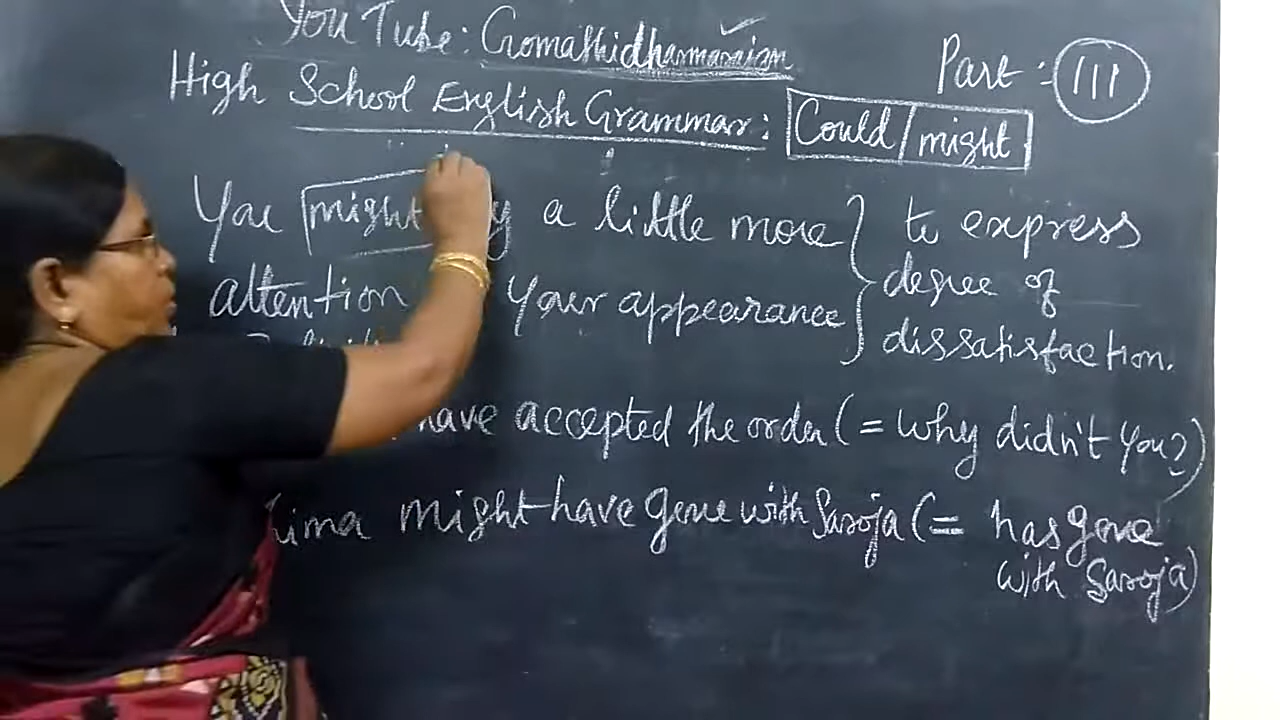 You Tube: Gomathidharmarajan
Part: III
High School English Grammar: Could/might
You might a little more } to express
attention your appearance } degree of
dissatisfaction.
have accepted the order (= Why didn't you?)
might have gone with Saroja (= has gone
with Saroja)